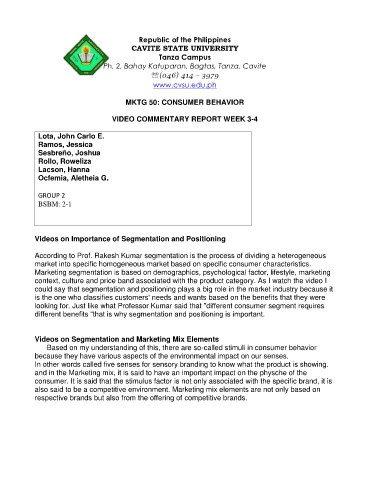 Republic of the Philippines
CAVITE STATE UNIVERSITY
Tanza Campus
Ph. 2, Bahay Katuparan, Bagtas, Tanza, Cavite
☏(046) 414 – 3979
www.cvsu.edu.ph
MKTG 50: CONSUMER BEHAVIOR
VIDEO COMMENTARY REPORT WEEK 3-4
Lota, John Carlo E.
Ramos, Jessica
Sesbreño, Joshua
Rollo, Roweliza
Lacson, Hanna
Ocfemia, Aletheia G.
GROUP 2
BSBM: 2-1
Videos on Importance of Segmentation and Positioning
According to Prof. Rakesh Kumar segmentation is the process of dividing a heterogeneous
market into specific homogeneous market based on specific consumer characteristics.
Marketing segmentation is based on demographics, psychological factor, lifestyle, marketing
context, culture and price band associated with the product category. As I watch the video I
could say that segmentation and positioning plays a big role in the market industry because it
is the one who classifies customers' needs and wants based on the benefits that they were
looking for. Just like what Professor Kumar said that "different consumer segment requires
different benefits "that is why segmentation and positioning is important.
Videos on Segmentation and Marketing Mix Elements
Based on my understanding of this, there are so-called stimuli in consumer behavior
because they have various aspects of the environmental impact on our senses.
In other words called five senses for sensory branding to know what the product is showing.
and in the Marketing mix, it is said to have an important impact on the physche of the
consumer. It is said that the stimulus factor is not only associated with the specific brand, it is
also said to be a competitive environment. Marketing mix elements are not only based on
respective brands but also from the offering of competitive brands.